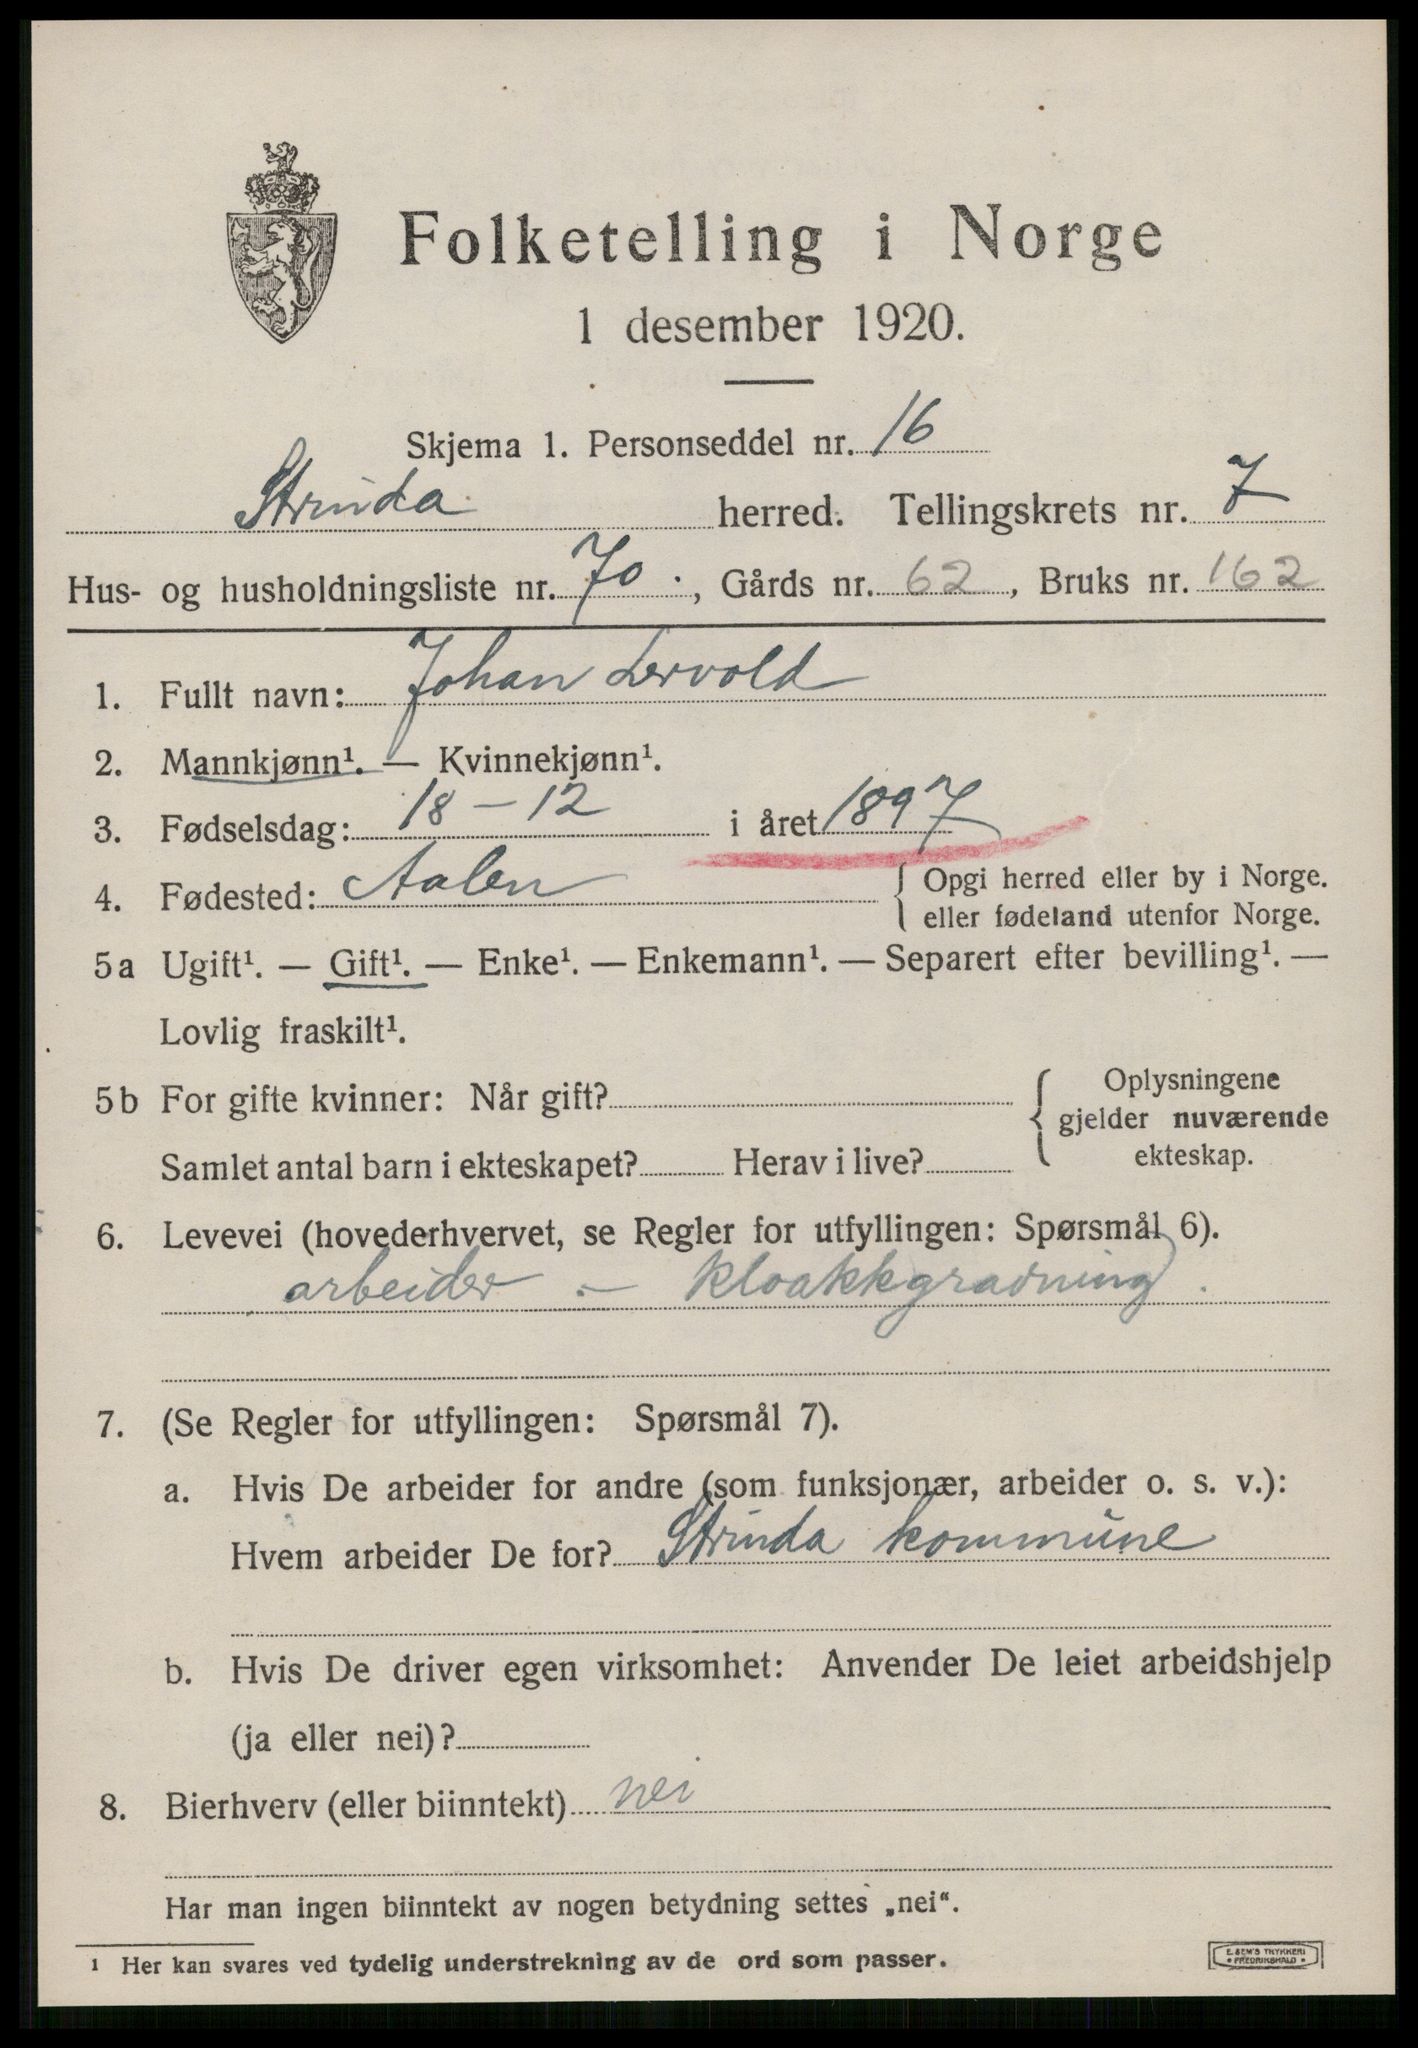 Folketelling i Norge
1 desember 1920.
Skjema 1. Personseddel nr. 16
Strinda herred. Tellingskrets nr. 7
Hus- og husholdningsliste nr. 70., Gårds nr. 62, Bruks nr. 162
1. Fullt navn: Johan Lervold
2. Mannkjønn¹. — Kvinnekjønn¹.
3. Fødselsdag: 18 - 12 i året 1897
4. Fødested: Aalen { Opgi herred eller by i Norge.
eller fødeland utenfor Norge.
5a Ugift¹. — Gift¹. — Enke¹. — Enkemann¹. — Separert efter bevilling¹. —
Lovlig fraskilt¹.
5b For gifte kvinner: Når gift? { Oplysningene
gjelder nuværende
Samlet antal barn i ekteskapet? Herav i live? ekteskap.
6. Levevei (hovederhvervet, se Regler for utfyllingen: Spørsmål 6).
arbeider - kloakkgravning.
7. (Se Regler for utfyllingen: Spørsmål 7).
a. Hvis De arbeider for andre (som funksjonær, arbeider o. s. v.):
Hvem arbeider De for? Strinda kommune
b. Hvis De driver egen virksomhet: Anvender De leiet arbeidshjelp
(ja eller nei)?
8. Bierhverv (eller biinntekt) nei
Har man ingen biinntekt av nogen betydning settes „nei“.
1 Her kan svares ved tydelig understrekning av de ord som passer.
E. SEM'S TRYKKERI
* FREDRIKSHALD *